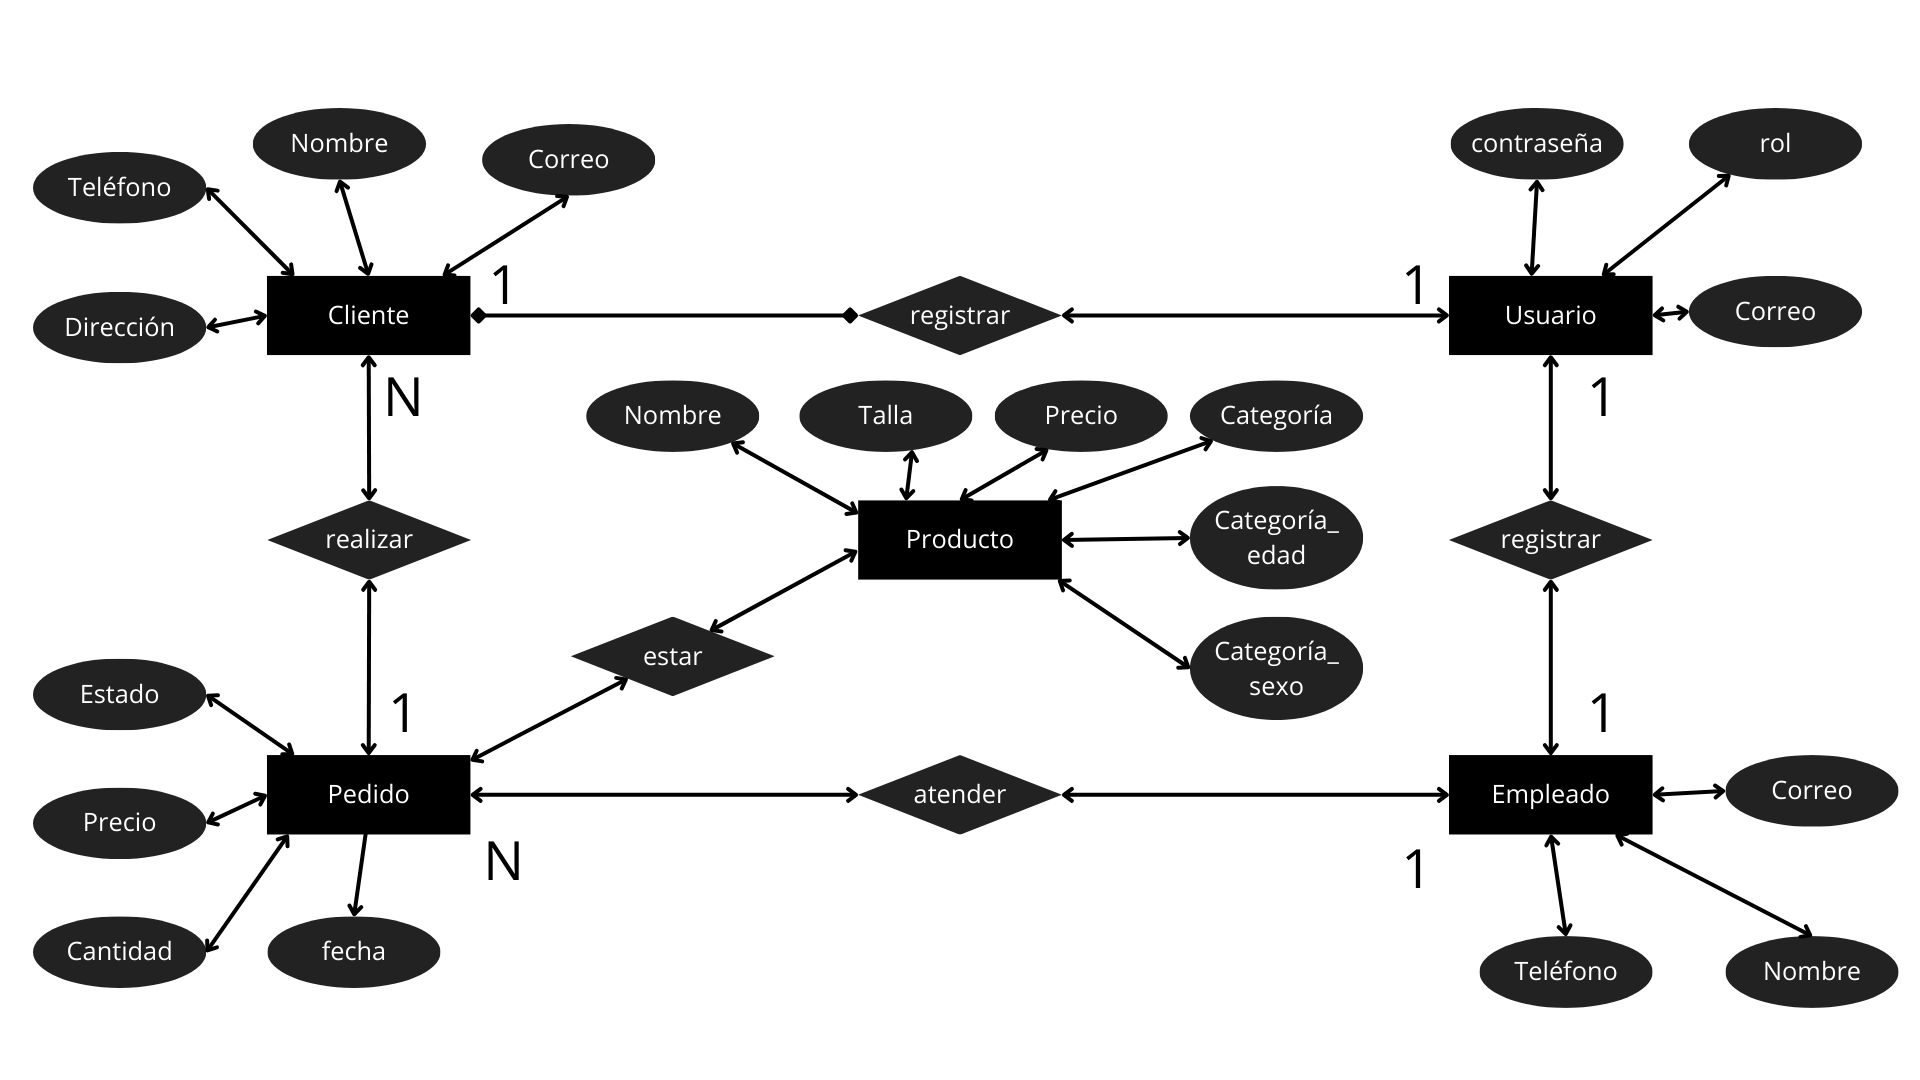 Nombre
contraseña
rol
Correo
Teléfono
1
1
Cliente
registrar
Usuario
Correo
Dirección
N
1
Nombre
Talla
Precio
Categoría
Categoría_
edad
realizar
Producto
registrar
estar
Categoría_
sexo
Estado
1
1
Pedido
atender
Empleado
Correo
Precio
N
1
Cantidad
fecha
Teléfono
Nombre